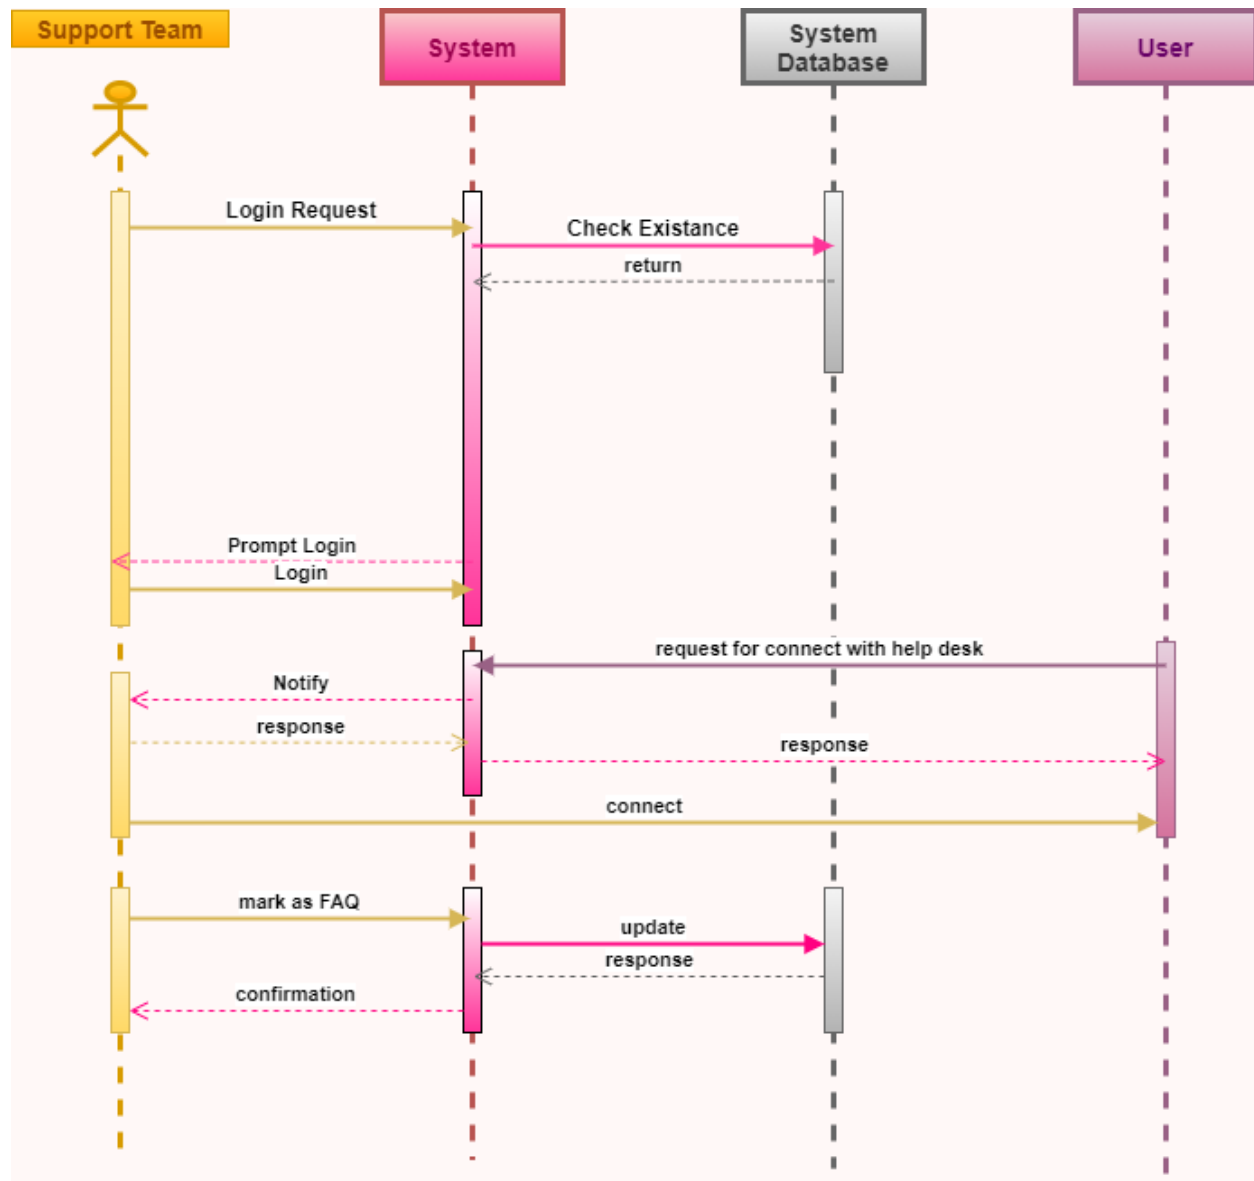 Support Team
System
System
Database
User
Login Request
Check Existance
return
Prompt Login
Login
request for connect with help desk
Notify
response
response
connect
mark as FAQ
update
response
confirmation